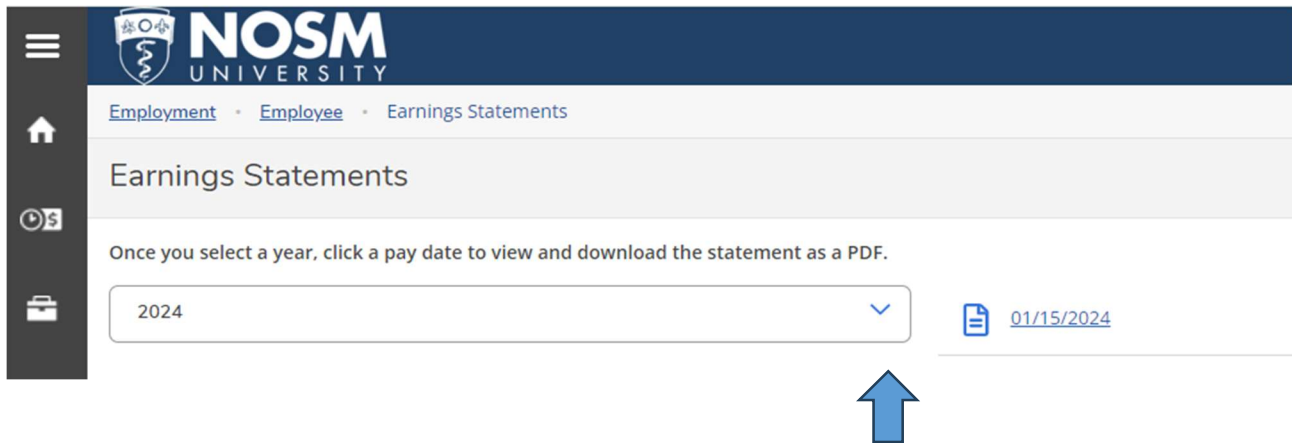 NOSM
UNIVERSITY
Employment • Employee • Earnings Statements
Earnings Statements
Once you select a year, click a pay date to view and download the statement as a PDF.
2024
01/15/2024